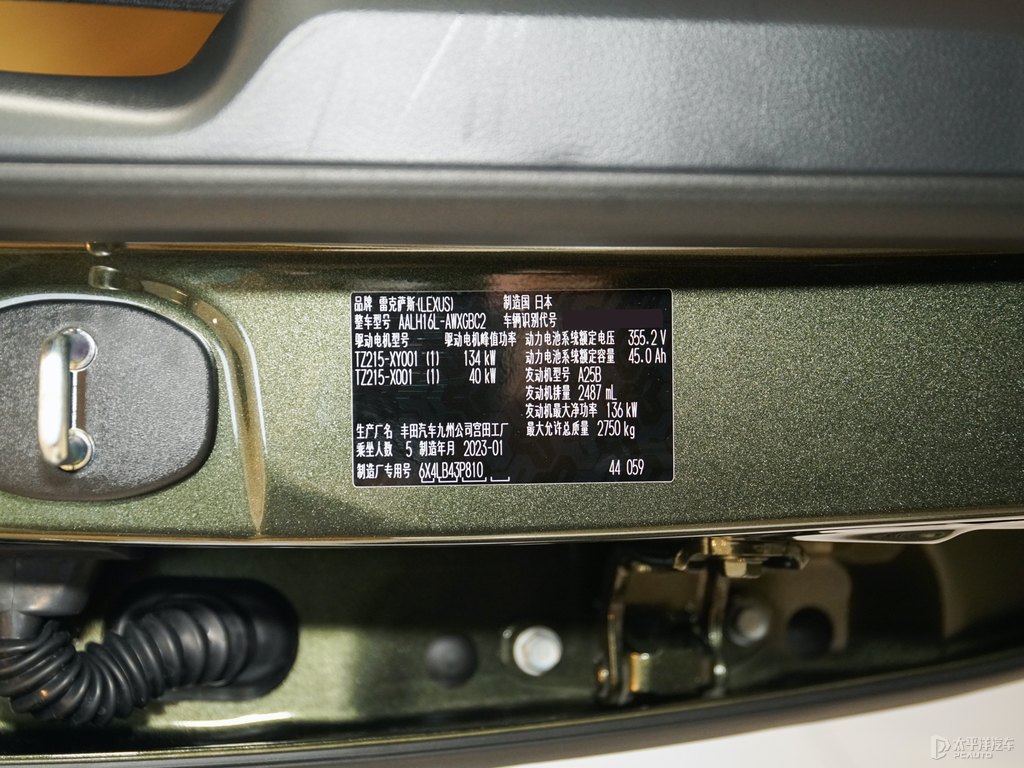 品牌 雷克萨斯(LEXUS) 制造国 日本
整车型号 AALH16L-AWXGBC2 车辆识别代号
驱动电机型号 驱动电机峰值功率 动力电池系统额定电压 355.2 V
TZ215-XY001 (1) 134 kW 动力电池系统额定容量 45.0 Ah
TZ215-X001 (1) 40 kW 发动机型号 A25B
发动机排量 2487 mL
发动机最大净功率 136 kW
生产厂名 丰田汽车九州公司宫田工厂 最大允许总质量 2750 kg
乘坐人数 5 制造年月 2023-01
制造厂专用号 6X4LB43P810 44 059
太平洋汽车
PCAUTO